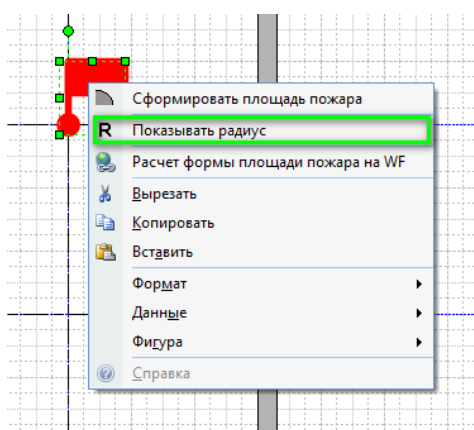 Сформировать площадь пожара
R Показывать радиус
Расчет формы площади пожара на WF
Вырезать
Копировать
Вставить
Формат
Данные
Фигура
Справка